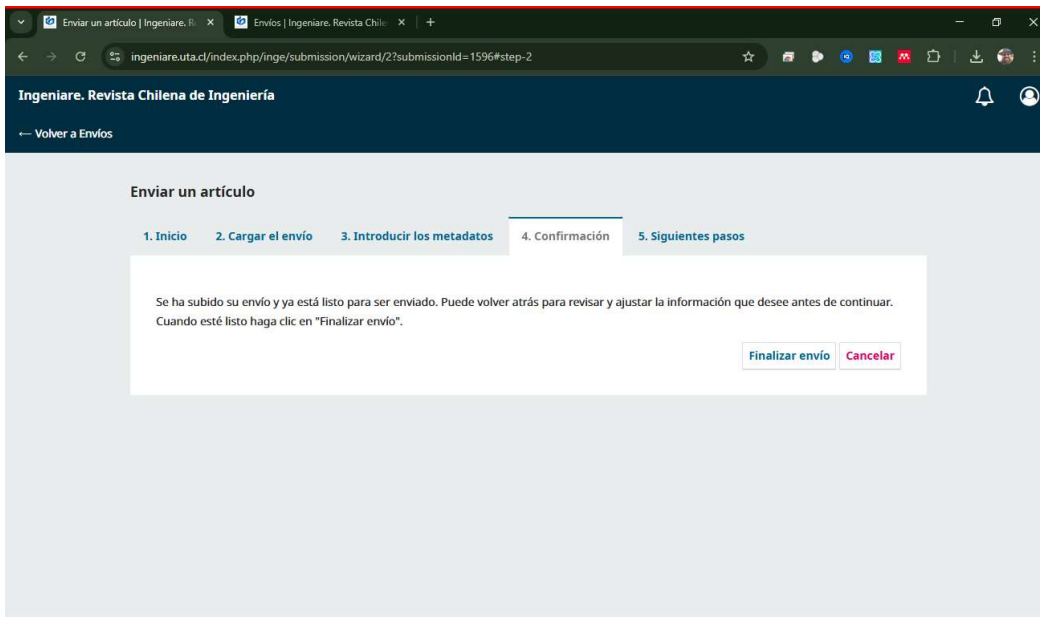 Enviar un artículo | Ingeniare. R
Envíos | Ingeniare. Revista Chile
ingeniare.uta.cl/index.php/inge/submission/wizard/2?submissionId=1596#step-2
Ingeniare. Revista Chilena de Ingeniería
← Volver a Envíos
Enviar un artículo
1. Inicio
2. Cargar el envío
3. Introducir los metadatos
4. Confirmación
5. Siguientes pasos
Se ha subido su envío y ya está listo para ser enviado. Puede volver atrás para revisar y ajustar la información que desee antes de continuar.
Cuando esté listo haga clic en "Finalizar envío".
Finalizar envío
Cancelar